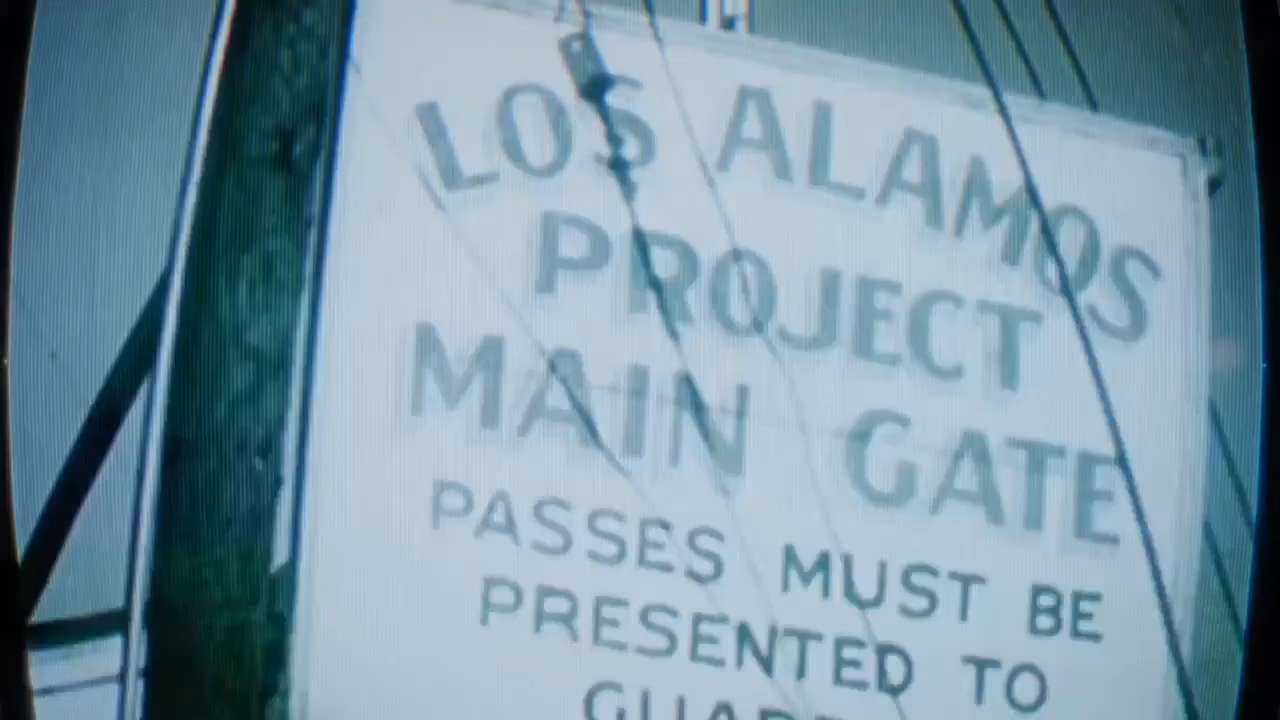 LOS ALAMOS
PROJECT
MAIN GATE
PASSES MUST BE
PRESENTED TO